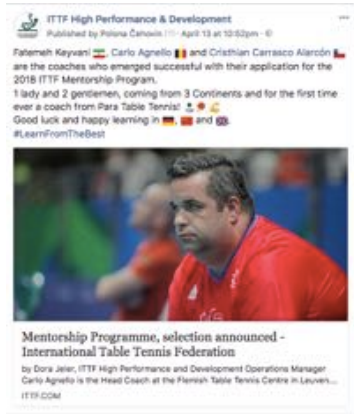 ITTF High Performance & Development
Published by Polona Čehovin · April 13 at 10:52pm ·
Fatemeh Keyvani 🇮🇷, Carlo Agnello 🇧🇪 and Cristhian Carrasco Alarcón 🇨🇱
are the coaches who emerged successful with their application for the
2018 ITTF Mentorship Program.
1 lady and 2 gentlemen, coming from 3 Continents and for the first time
ever a coach from Para Table Tennis!
Good luck and happy learning in 🇩🇪, 🇨🇳 and 🇬🇧.
#LearnFromTheBest
Mentorship Programme, selection announced -
International Table Tennis Federation
by Dora Jeler, ITTF High Performance and Development Operations Manager
Carlo Agnello is the Head Coach at the Flemish Table Tennis Centre in Leuven...
ITTF.COM